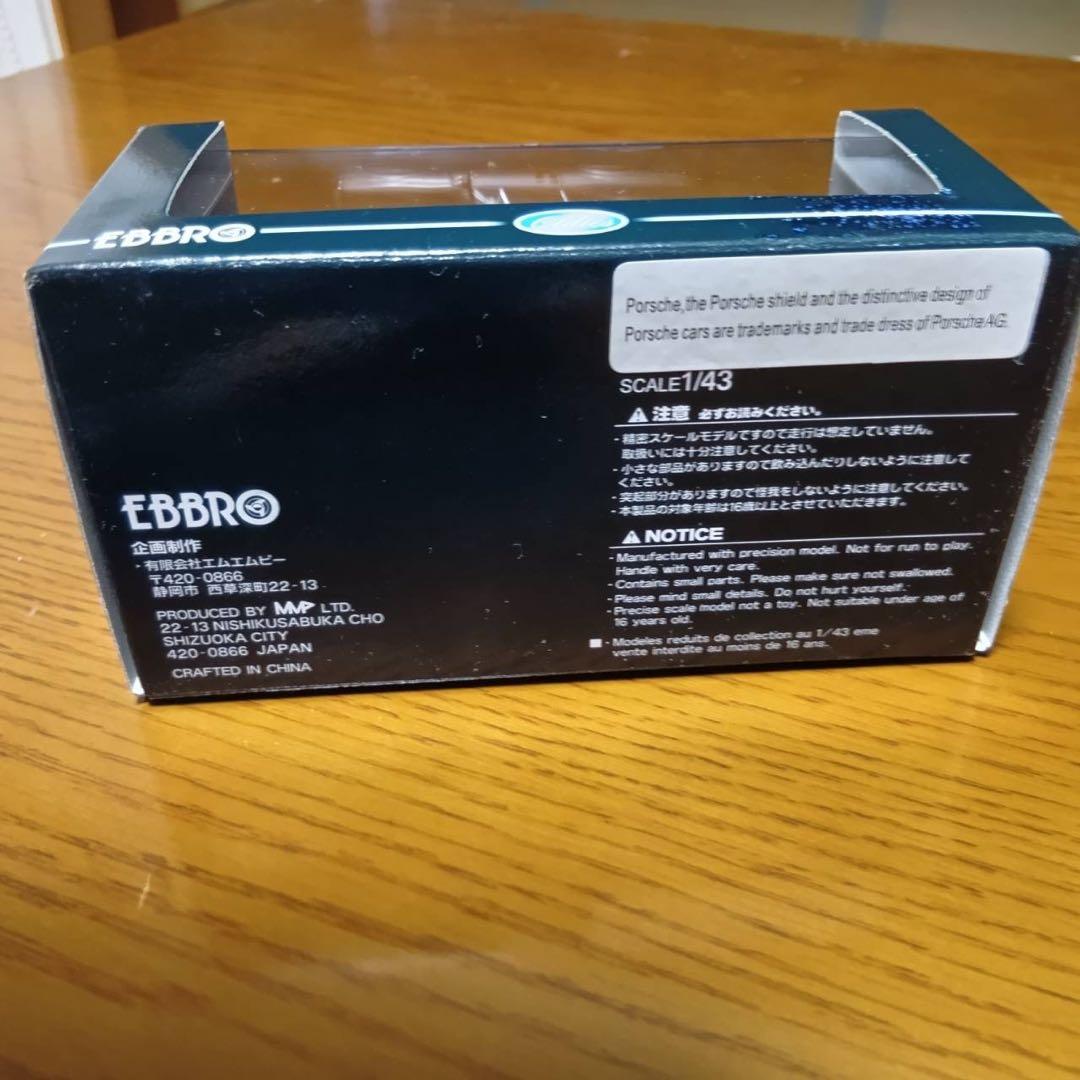 EBBRO
Porsche, the Porsche shield and the distinctive design of
Porsche cars are trademarks and trade dress of Porsche AG.
SCALE 1/43
⚠ 注意 必ずお読みください。
・精密スケールモデルですので走行は想定していません。
取扱いには十分注意してください。
・小さな部品がありますので飲み込んだりしないように注意して
ください。
・突起部分がありますので怪我をしないように注意してください。
・本製品の対象年齢は16歳以上とさせていただきます。
⚠ NOTICE
・Manufactured with precision model. Not for run to play.
Handle with very care.
・Contains small parts. Please make sure not swallowed.
・Please mind small details. Do not hurt yourself.
・Precise scale model not a toy. Not suitable under age of
16 years old.
■・Modeles reduits de collection au 1/43 eme
vente interdite au moins de 16 ans.
EBBRO
企画制作
・有限会社エムエムピー
〒420-0866
静岡市 西草深町22-13
PRODUCED BY MMP LTD.
22-13 NISHIKUSABUKA CHO
SHIZUOKA CITY
420-0866 JAPAN
CRAFTED IN CHINA